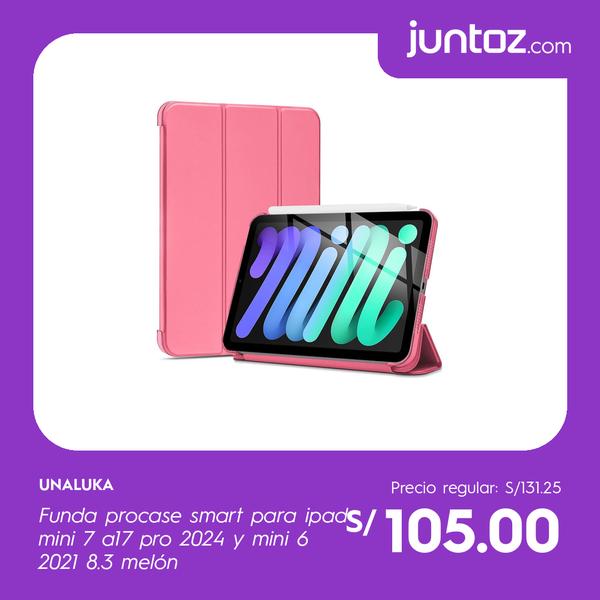 juntoz.com
UNALUKA
Funda procase smart para ipad
mini 7 a17 pro 2024 y mini 6
2021 8.3 melón
Precio regular: S/131.25
S/ 105.00